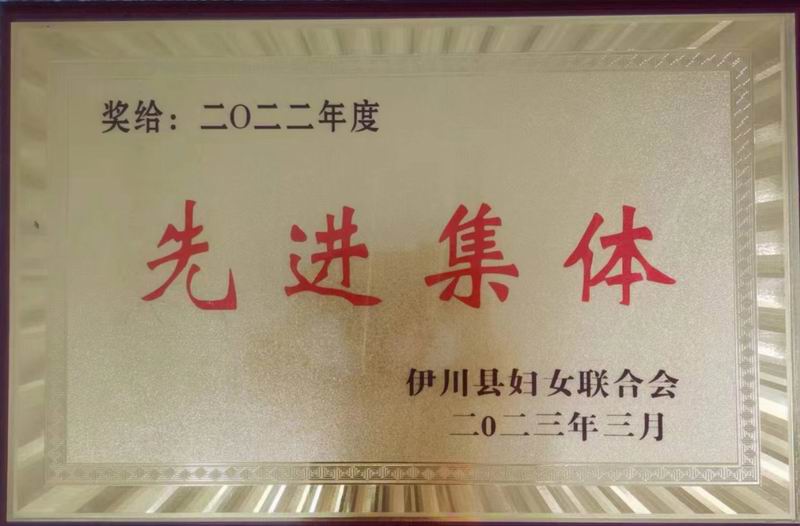 奖给：二〇二二年度
先进集体
伊川县妇女联合会
二0二三年三月